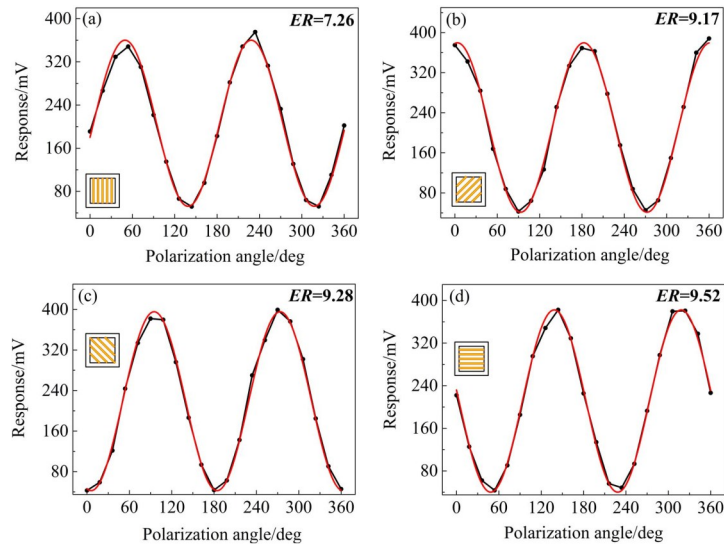 (a)
ER=7.26
Response/mV
400
320
240
160
80
0 60 120 180 240 300 360
Polarization angle/deg
(b)
ER=9.17
Response/mV
400
320
240
160
80
0 60 120 180 240 300 360
Polarization angle/deg
(c)
ER=9.28
Response/mV
400
320
240
160
80
0 60 120 180 240 300 360
Polarization angle/deg
(d)
ER=9.52
Response/mV
400
320
240
160
80
0 60 120 180 240 300 360
Polarization angle/deg